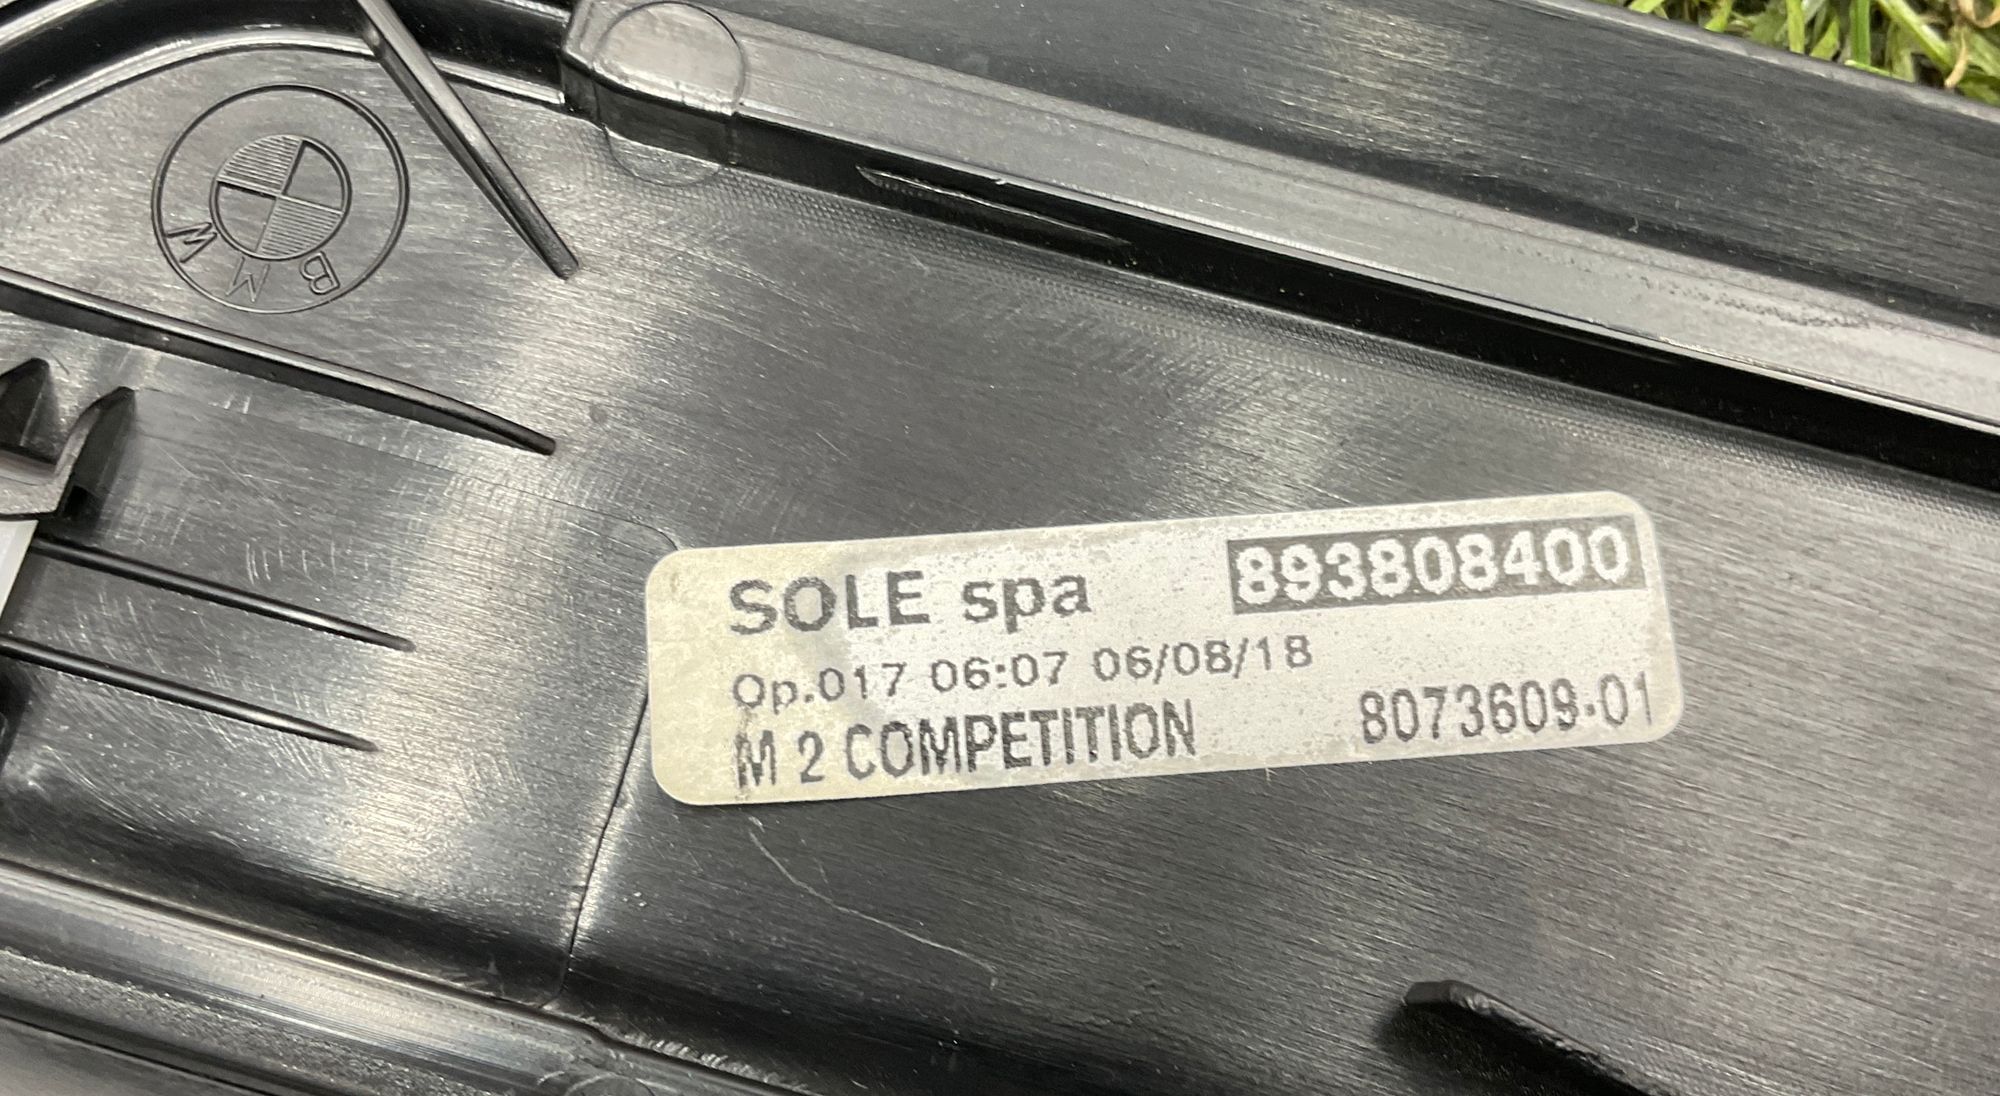 BMW
SOLE spa 893808400
Op.017 06:07 06/08/18
M 2 COMPETITION 8073609-01